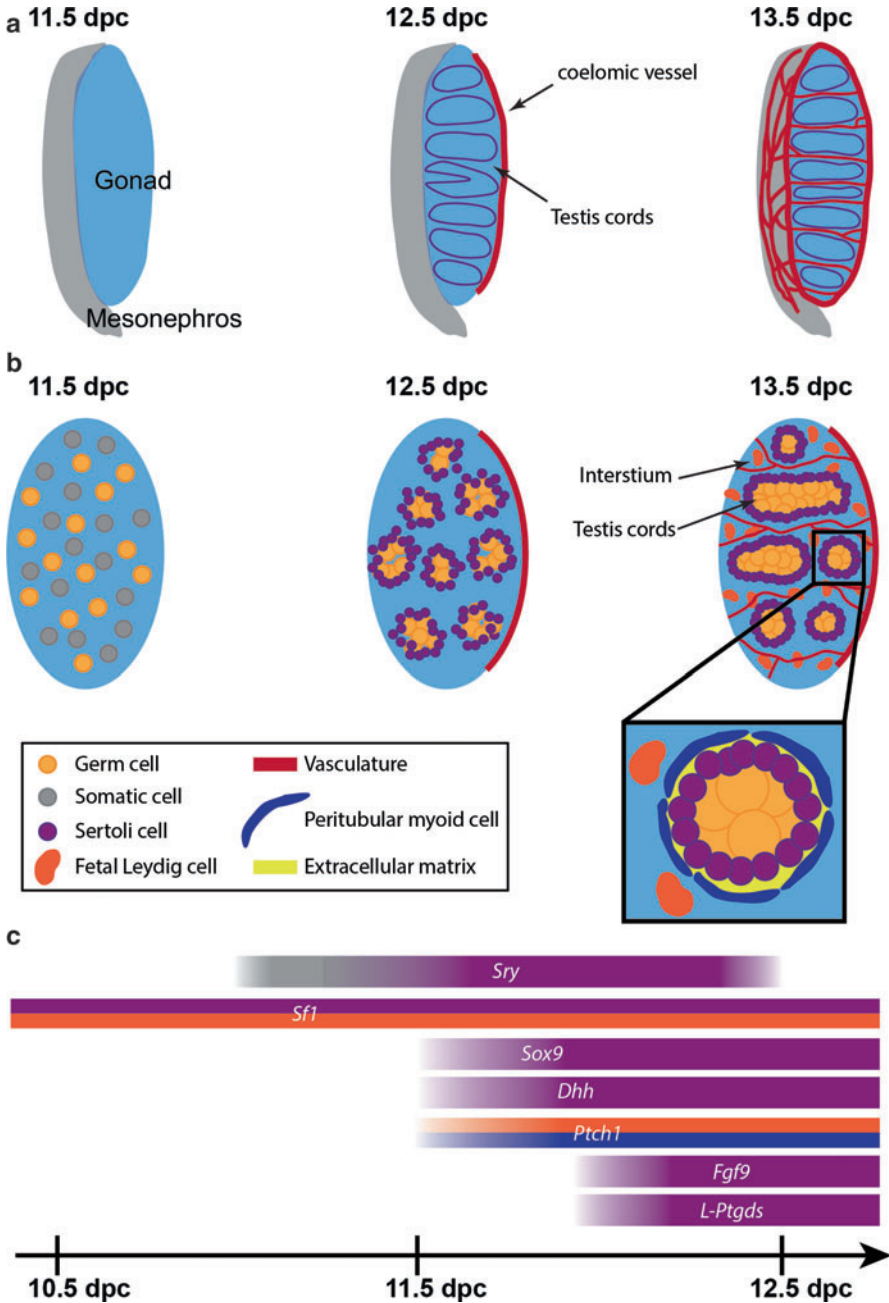 a
11.5 dpc
12.5 dpc
13.5 dpc
coelomic vessel
Gonad
Testis cords
Mesonephros
b
11.5 dpc
12.5 dpc
13.5 dpc
Interstium
Testis cords
Germ cell
Somatic cell
Sertoli cell
Fetal Leydig cell
Vasculature
Peritubular myoid cell
Extracellular matrix
c
Sry
Sf1
Sox9
Dhh
Ptch1
Fgf9
L-Ptgds
10.5 dpc
11.5 dpc
12.5 dpc